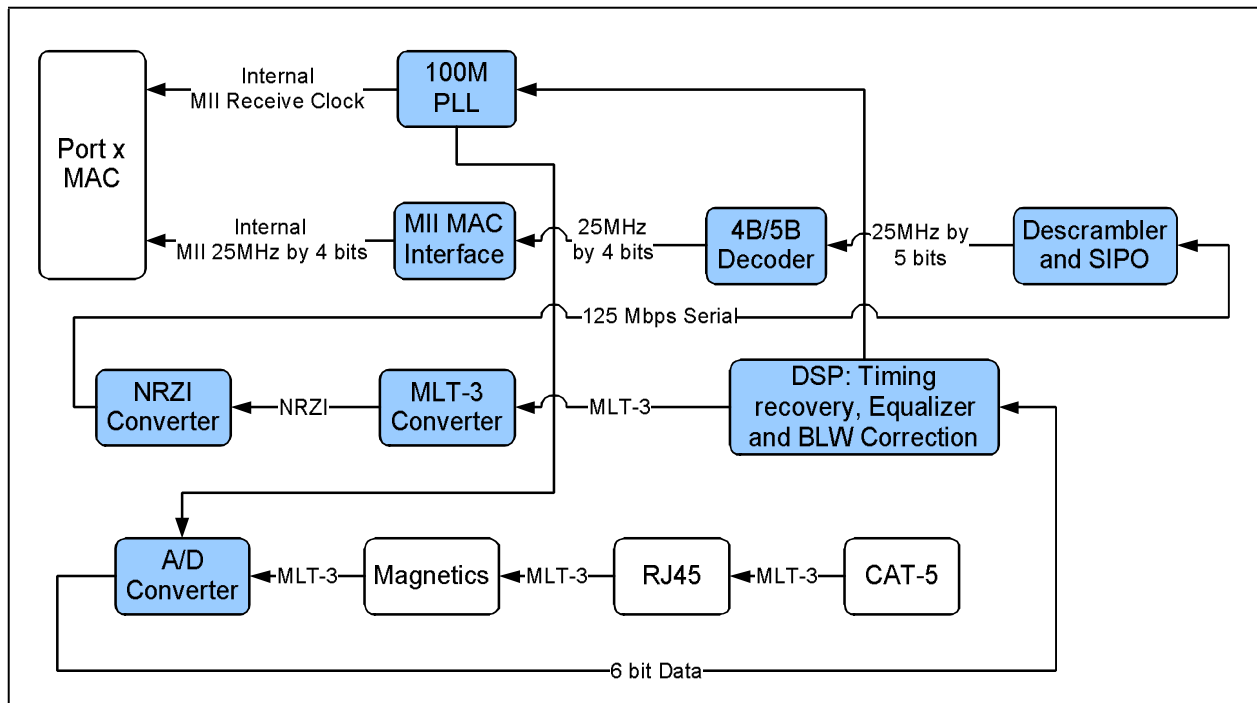 Port x
MAC
Internal
MII Receive Clock
100M
PLL
Internal
MII 25MHz by 4 bits
MII MAC
Interface
25MHz
by 4 bits
4B/5B
Decoder
25MHz by
5 bits
Descrambler
and SIPO
125 Mbps Serial
NRZI
Converter
NRZI
MLT-3
Converter
MLT-3
DSP: Timing
recovery, Equalizer
and BLW Correction
A/D
Converter
MLT-3
Magnetics
MLT-3
RJ45
MLT-3
CAT-5
6 bit Data